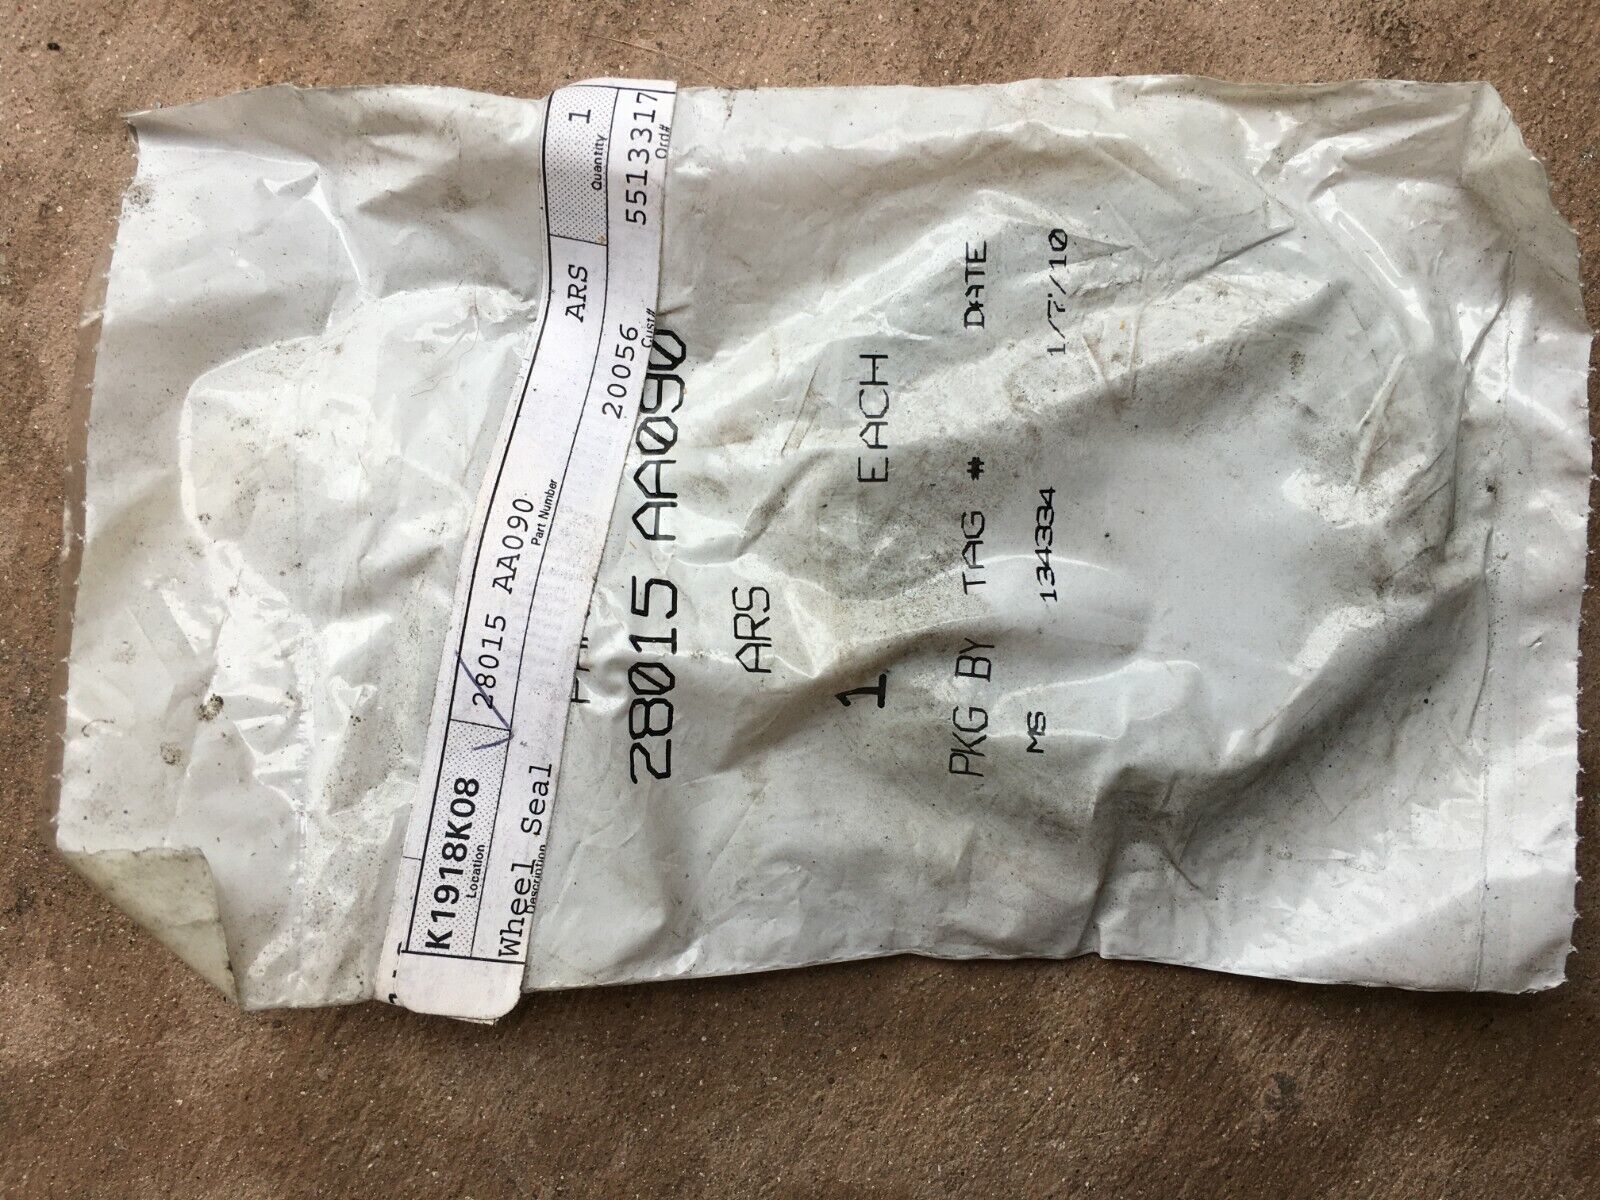 K1918K08 28015 AA090 ARS 1
Location Part Number Quantity
Wheel Seal 20056 55133317
Description Cust# Ord#
28015 AA090
ARS
1 EACH
PKG BY TAG # DATE
MS 134334